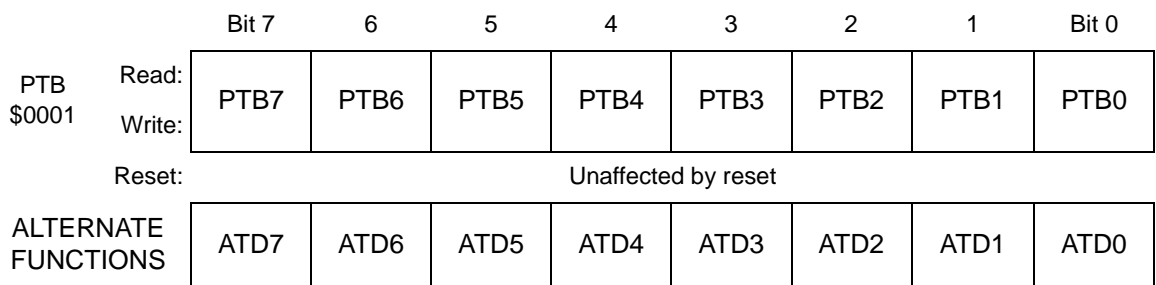 Bit 7 6 5 4 3 2 1 Bit 0
PTB $0001 Read: Write: PTB7 PTB6 PTB5 PTB4 PTB3 PTB2 PTB1 PTB0
Reset: Unaffected by reset
ALTERNATE FUNCTIONS ATD7 ATD6 ATD5 ATD4 ATD3 ATD2 ATD1 ATD0